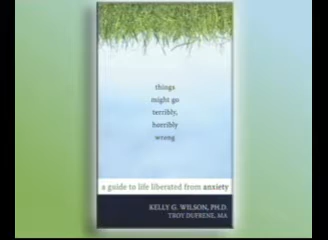 things
might go
terribly,
horribly
wrong
a guide to life liberated from anxiety
KELLY G. WILSON, PH.D.
TROY DUFRENE, MA